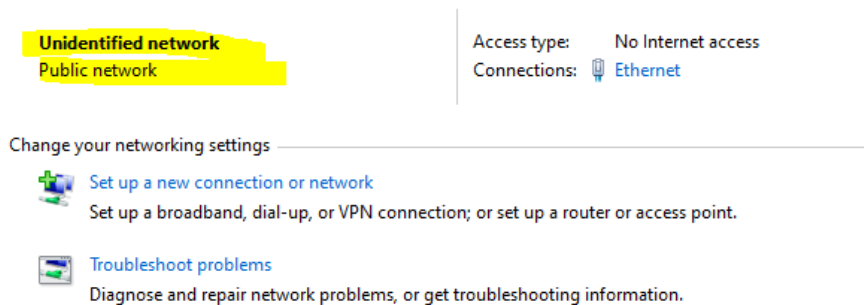 Unidentified network
Public network
Access type: No Internet access
Connections: Ethernet
Change your networking settings
Set up a new connection or network
Set up a broadband, dial-up, or VPN connection; or set up a router or access point.
Troubleshoot problems
Diagnose and repair network problems, or get troubleshooting information.